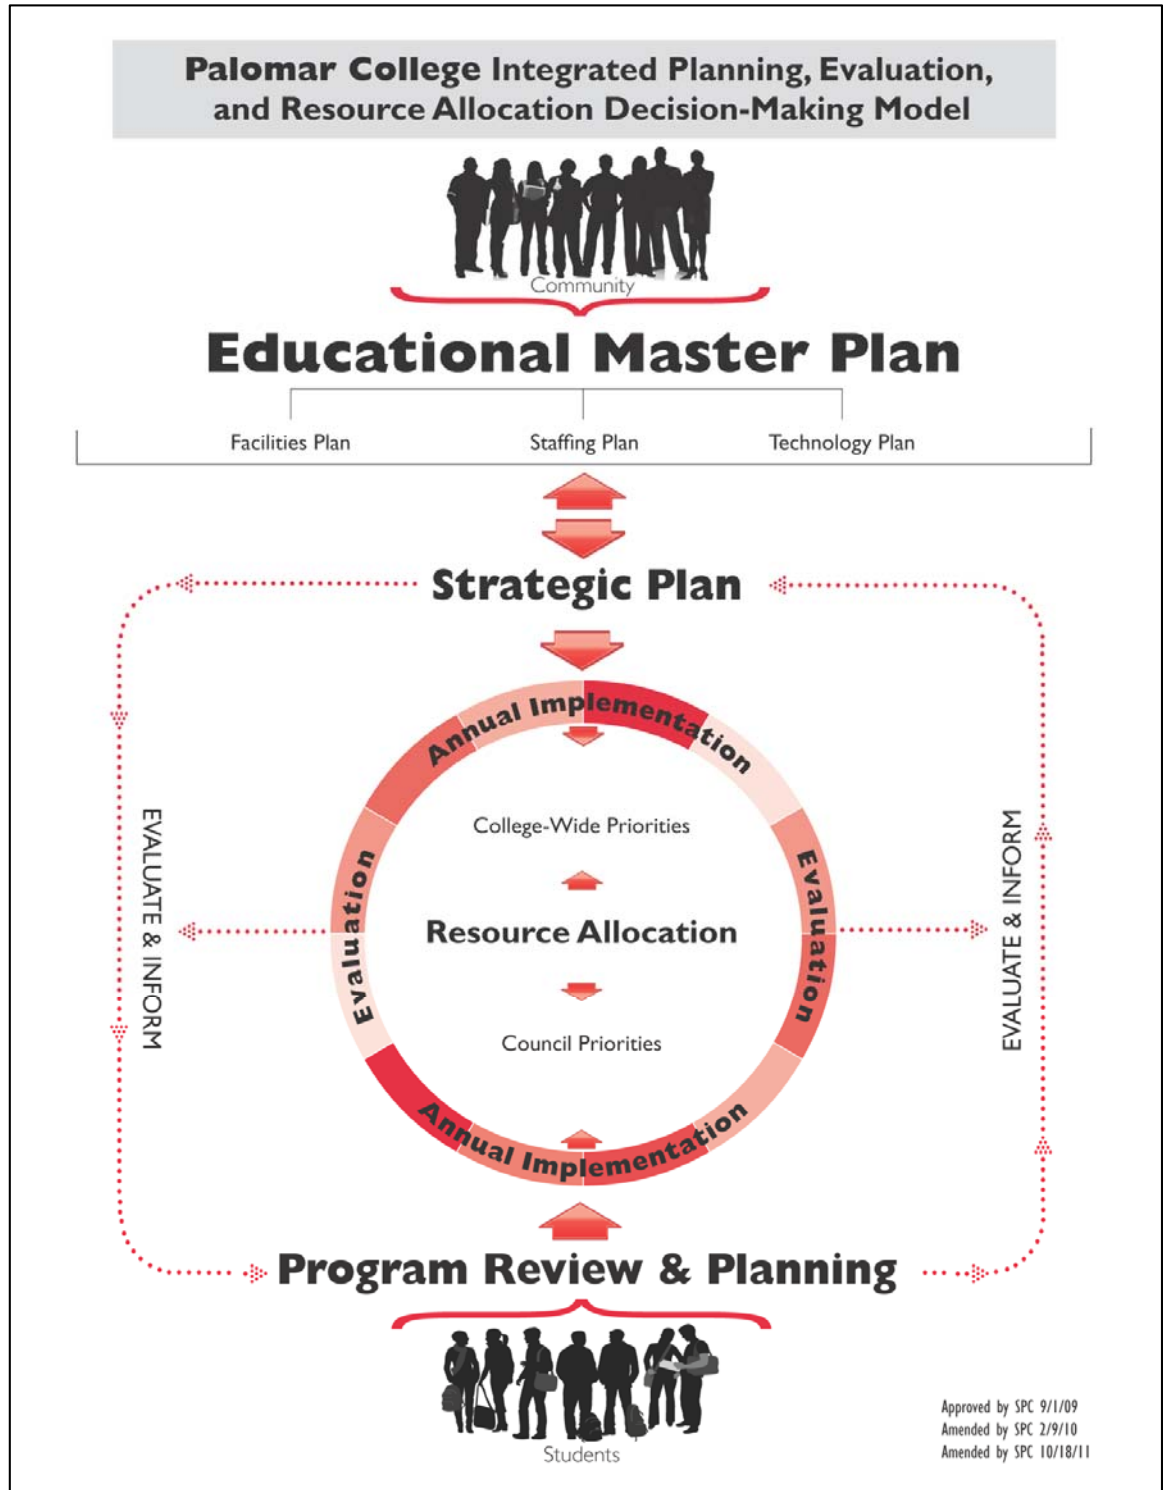 Palomar College Integrated Planning, Evaluation,
and Resource Allocation Decision-Making Model
Community
Educational Master Plan
Facilities Plan
Staffing Plan
Technology Plan
Strategic Plan
Annual Implementation
College-Wide Priorities
EVALUATE & INFORM
Evaluation
Resource Allocation
Evaluation
EVALUATE & INFORM
Council Priorities
Annual Implementation
Program Review & Planning
Students
Approved by SPC 9/1/09
Amended by SPC 2/9/10
Amended by SPC 10/18/11